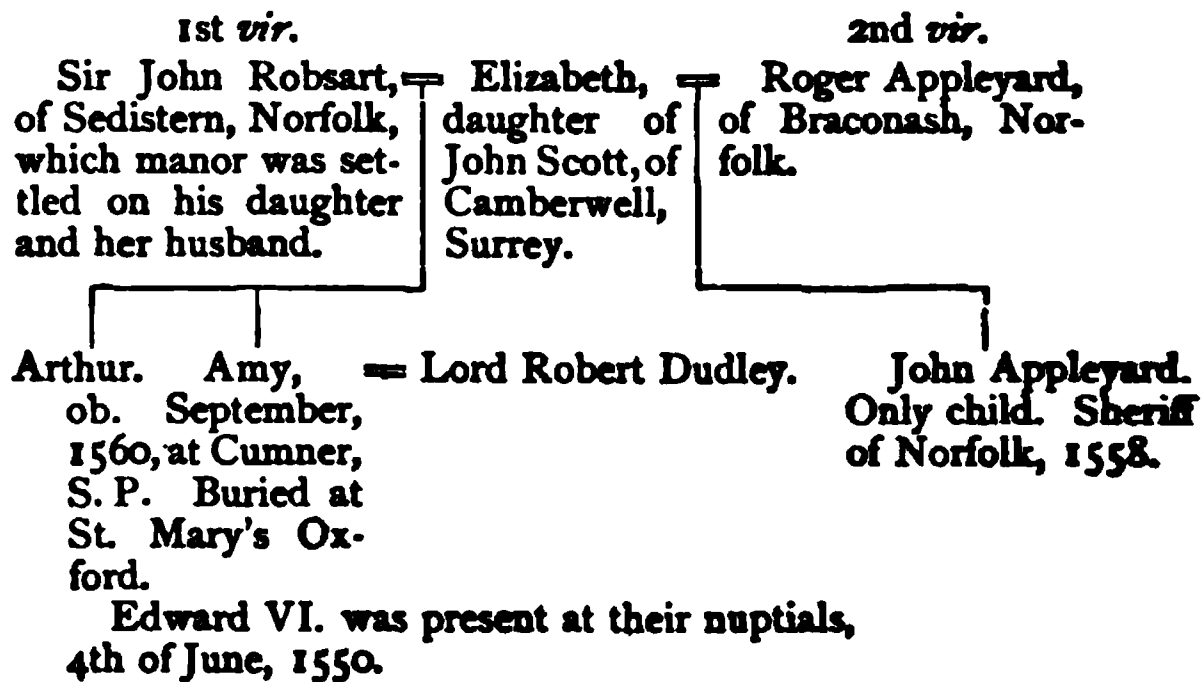 1st vir.
2nd vir.
Sir John Robsart, = Elizabeth, = Roger Appleyard,
of Sedistern, Norfolk, daughter of of Braconash, Nor-
which manor was set- John Scott, of folk.
tled on his daughter Camberwell,
and her husband. Surrey.
Arthur. Amy, = Lord Robert Dudley. John Appleyard.
ob. September, Only child. Sheriff
1560, at Cumner, of Norfolk, 1558.
S. P. Buried at
St. Mary's Ox-
ford.
Edward VI. was present at their nuptials,
4th of June, 1550.